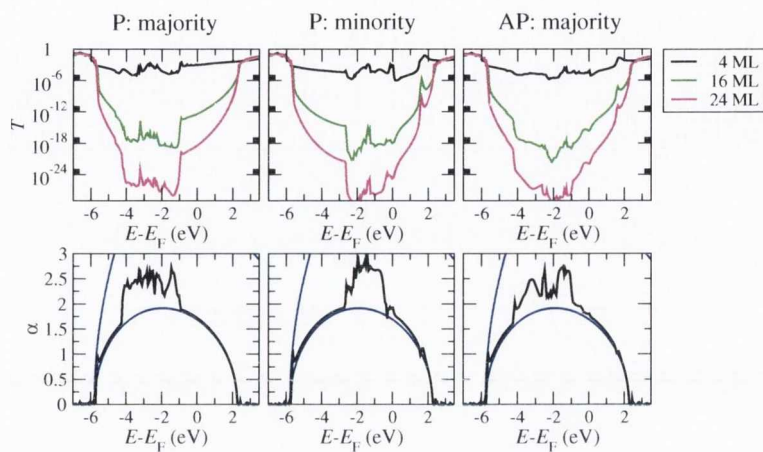 P: majority
P: minority
AP: majority
1
10^-6
10^-12
10^-18
10^-24
T
4 ML
16 ML
24 ML
-6 -4 -2 0 2
-6 -4 -2 0 2
-6 -4 -2 0 2
E-E_F (eV)
E-E_F (eV)
E-E_F (eV)
3
2.5
2
1.5
1
0.5
0
α
-6 -4 -2 0 2
-6 -4 -2 0 2
-6 -4 -2 0 2
E-E_F (eV)
E-E_F (eV)
E-E_F (eV)